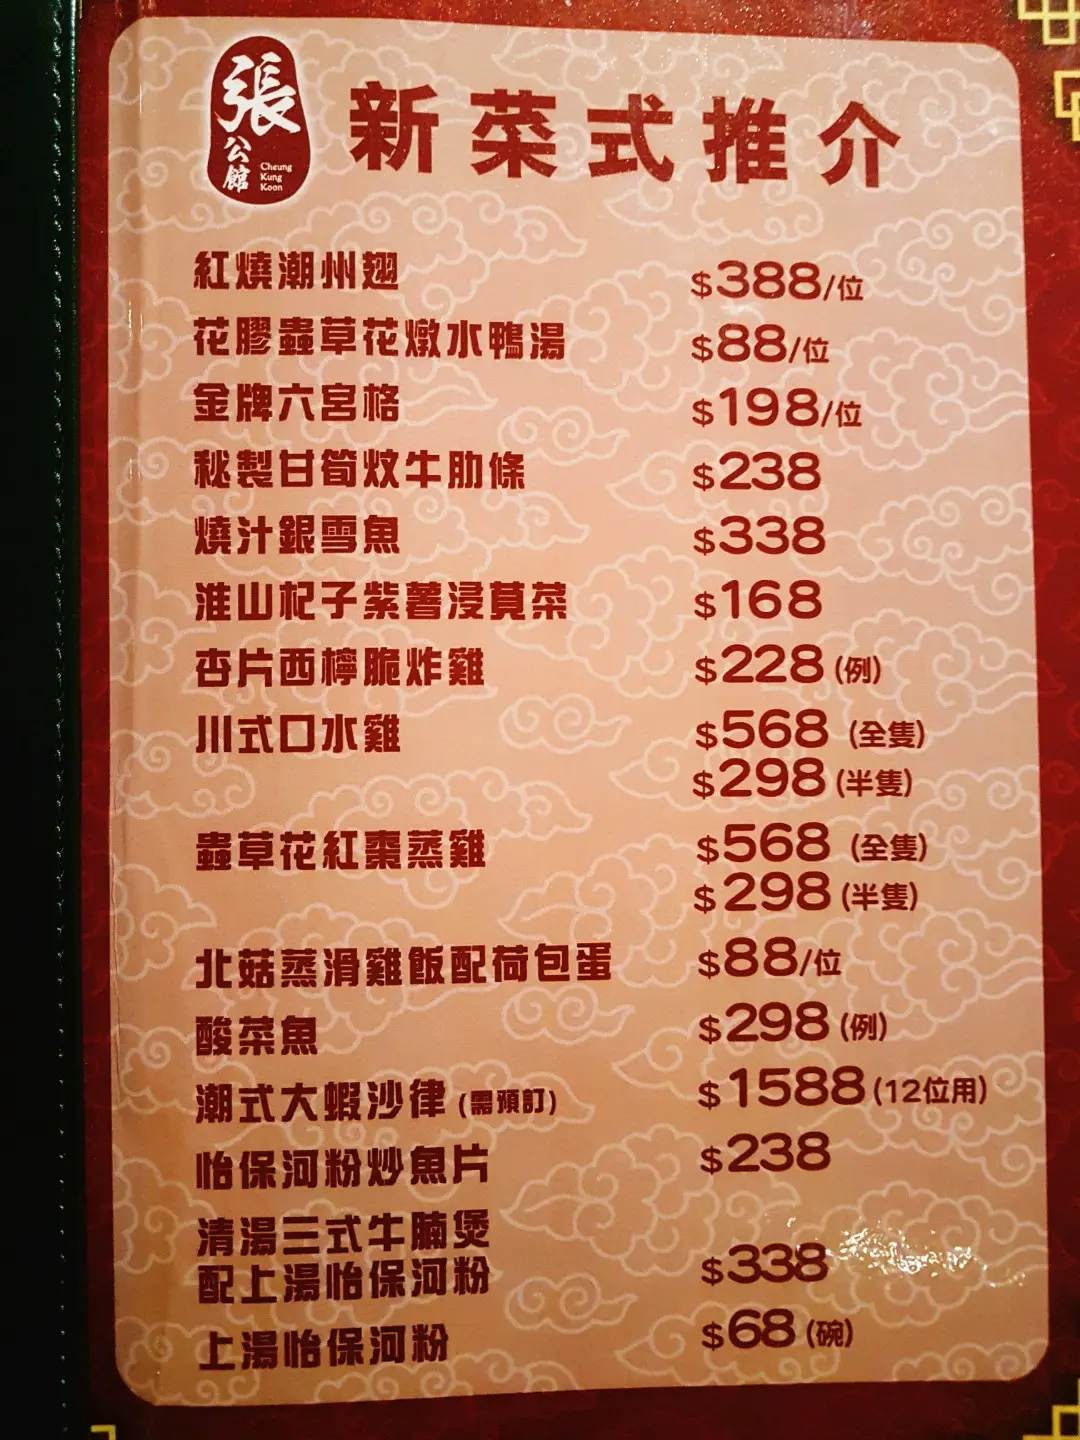 張公館
Cheung
Kung
Koon
新菜式推介
紅燒潮州翅 $388/位
花膠蟲草花燉水鴨湯 $88/位
金牌六宮格 $198/位
秘製甘筍炆牛肋條 $238
燒汁銀雪魚 $338
淮山杞子紫薯浸莧菜 $168
杏片西檸脆炸雞 $228 (例)
川式口水雞 $568 (全隻)
$298 (半隻)
蟲草花紅棗蒸雞 $568 (全隻)
$298 (半隻)
北菇蒸滑雞飯配荷包蛋 $88/位
酸菜魚 $298 (例)
潮式大蝦沙律 (需預訂) $1588 (12位用)
怡保河粉炒魚片 $238
清湯三式牛腩煲
配上湯怡保河粉 $338
上湯怡保河粉 $68 (碗)